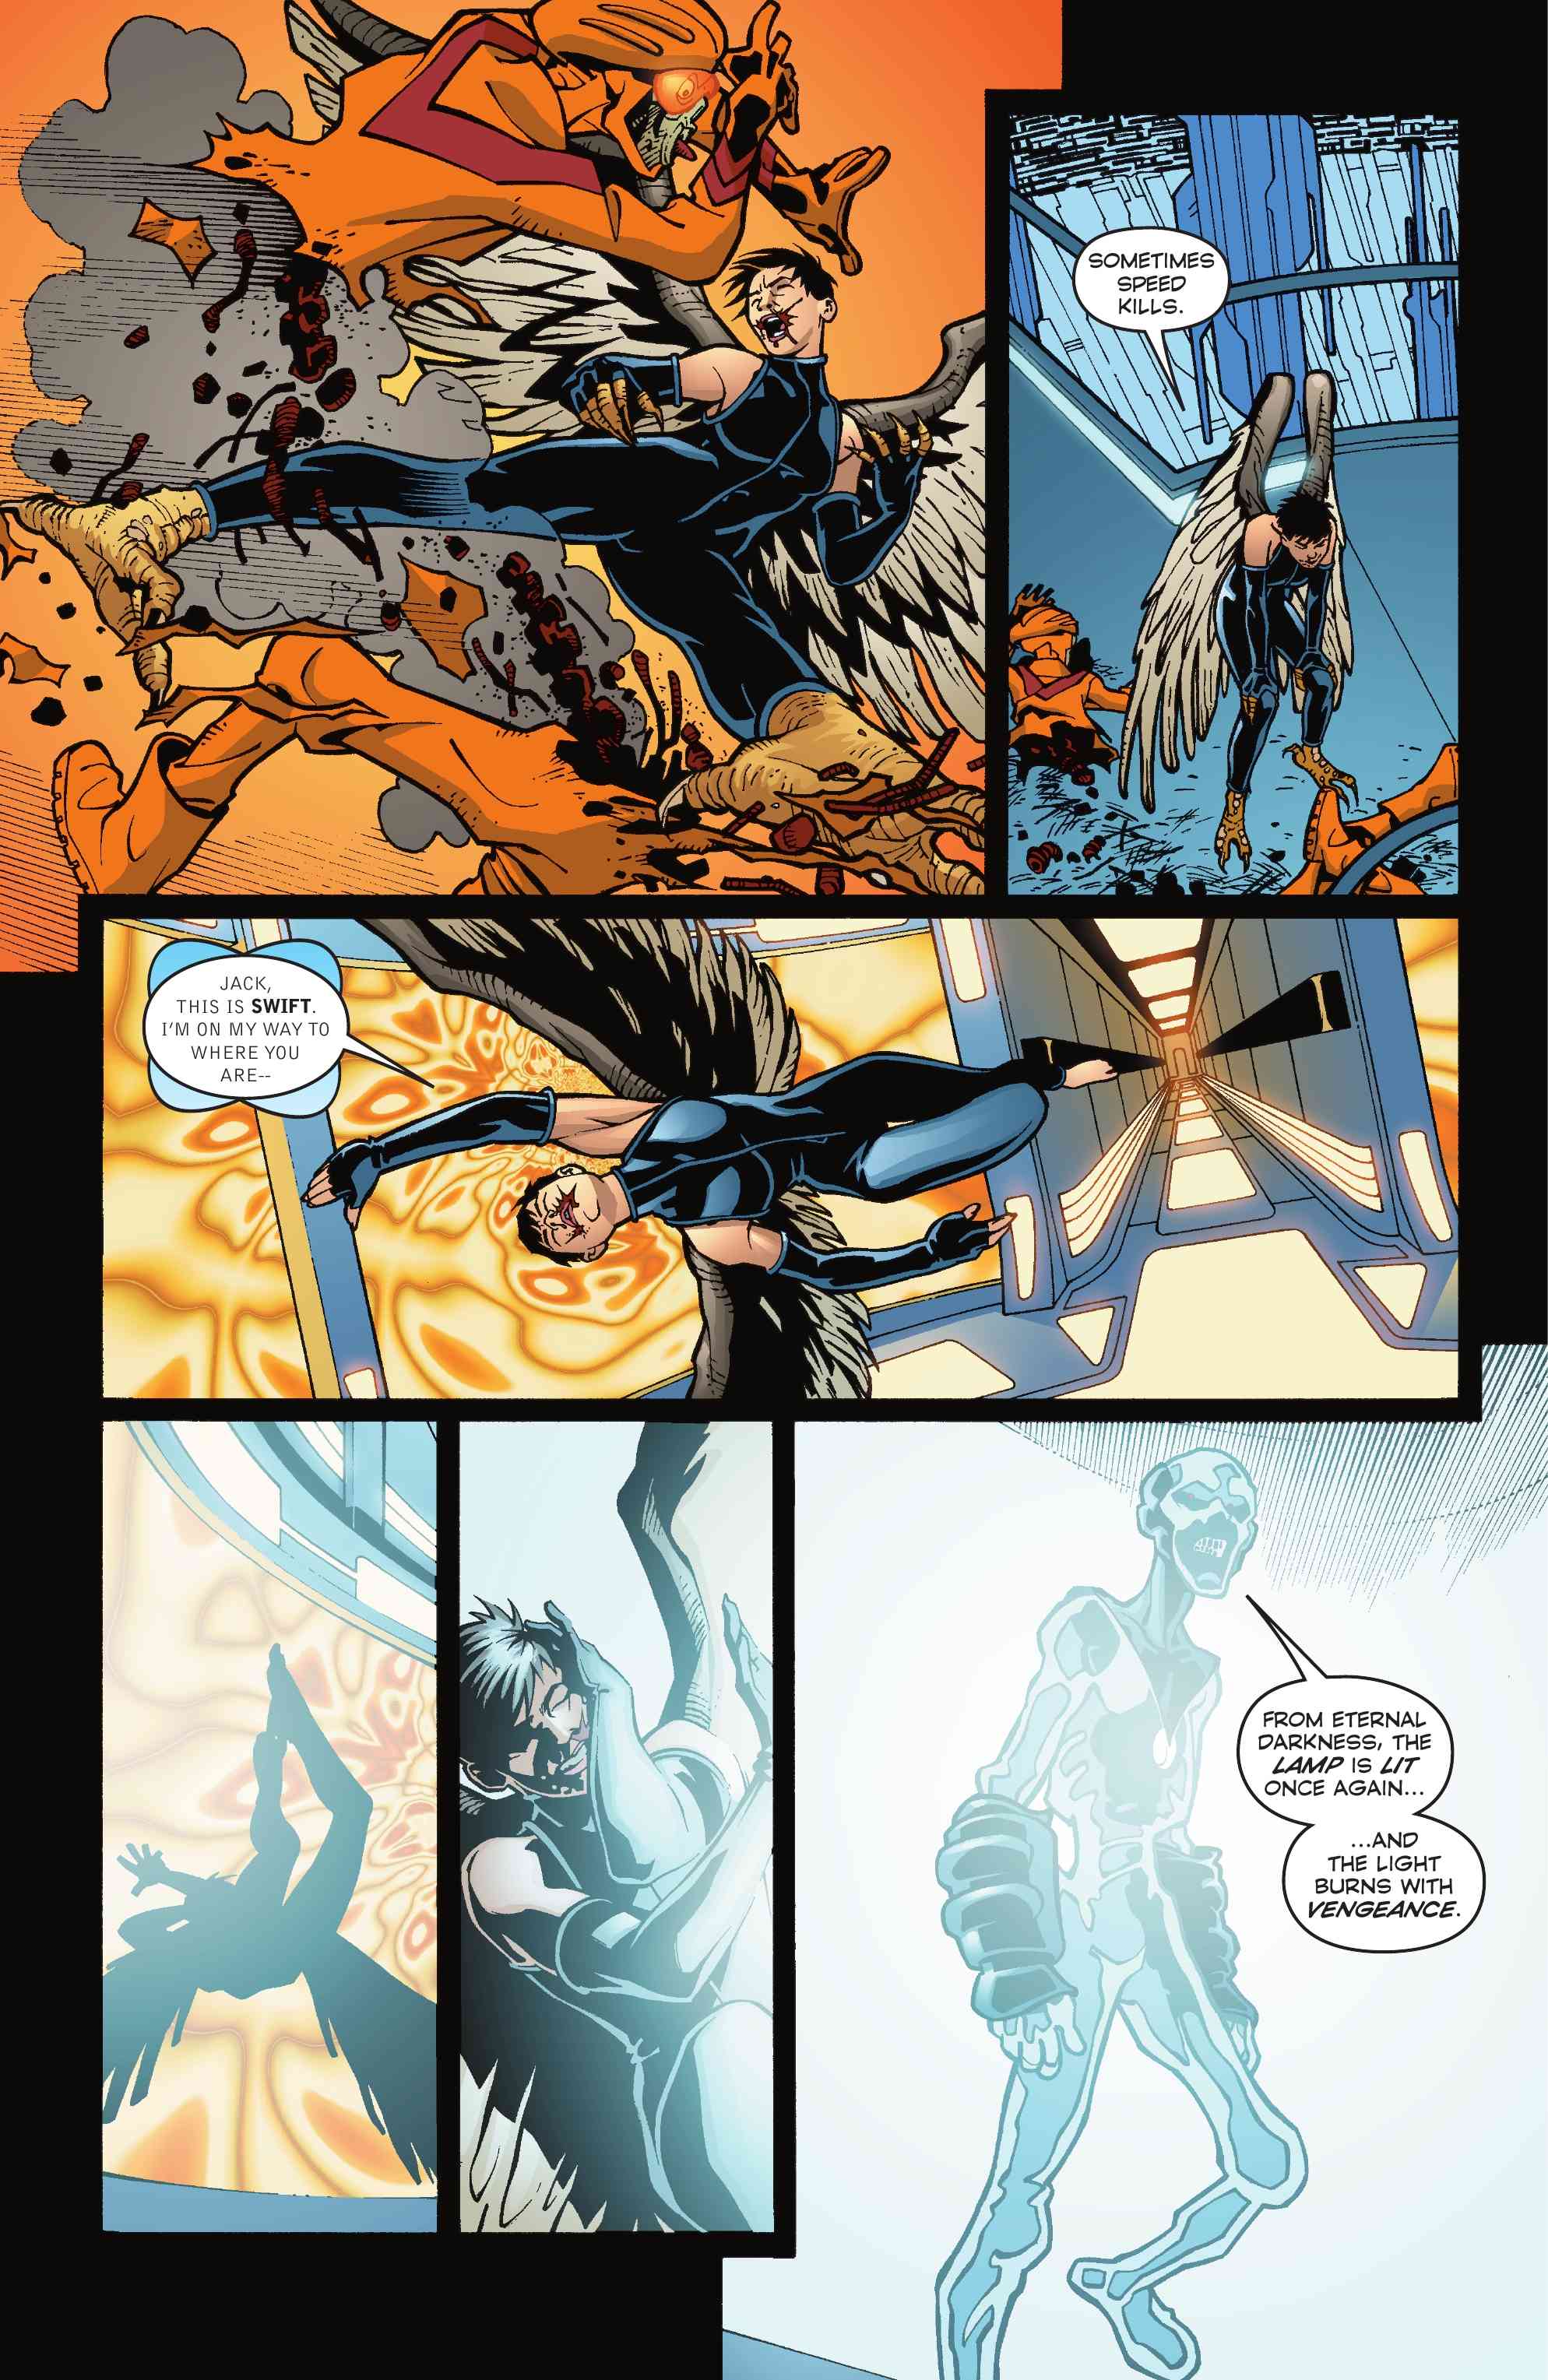 SOMETIMES
SPEED
KILLS.
JACK,
THIS IS SWIFT.
I'M ON MY WAY TO
WHERE YOU
ARE--
FROM ETERNAL
DARKNESS, THE
LAMP IS LIT
ONCE AGAIN...
...AND
THE LIGHT
BURNS WITH
VENGEANCE.